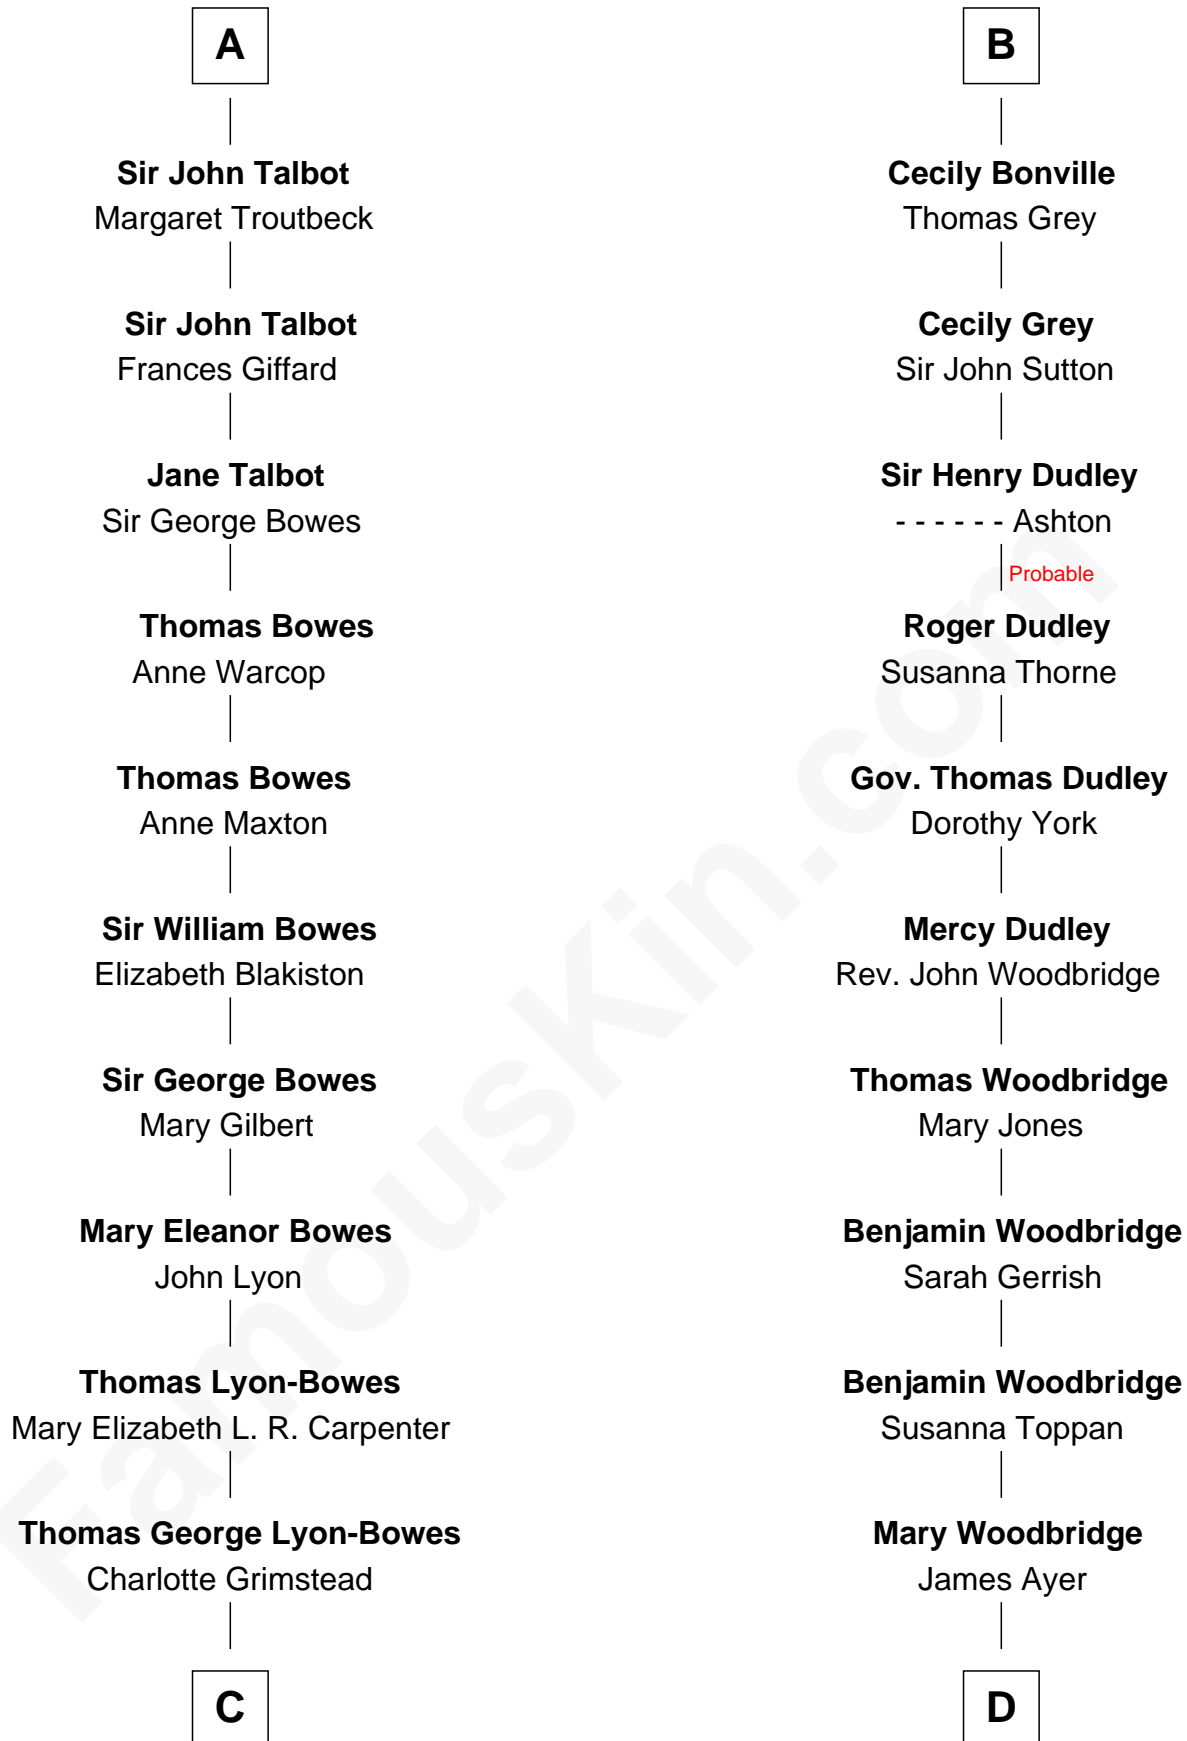 A
Sir John Talbot
Margaret Troutbeck
Sir John Talbot
Frances Giffard
Jane Talbot
Sir George Bowes
Thomas Bowes
Anne Warcop
Thomas Bowes
Anne Maxton
Sir William Bowes
Elizabeth Blakiston
Sir George Bowes
Mary Gilbert
Mary Eleanor Bowes
John Lyon
Thomas Lyon-Bowes
Mary Elizabeth L. R. Carpenter
Thomas George Lyon-Bowes
Charlotte Grimstead
C
B
Cecily Bonville
Thomas Grey
Cecily Grey
Sir John Sutton
Sir Henry Dudley
- - - - - - Ashton
Probable
Roger Dudley
Susanna Thorne
Gov. Thomas Dudley
Dorothy York
Mercy Dudley
Rev. John Woodbridge
Thomas Woodbridge
Mary Jones
Benjamin Woodbridge
Sarah Gerrish
Benjamin Woodbridge
Susanna Toppan
Mary Woodbridge
James Ayer
D
FamousKin.com